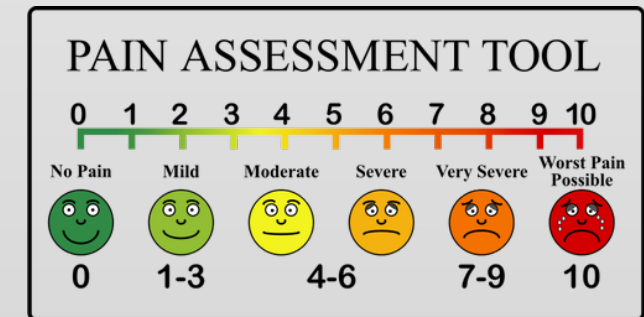 PAIN ASSESSMENT TOOL
0 1 2 3 4 5 6 7 8 9 10
No Pain Mild Moderate Severe Very Severe Worst Pain
Possible
0 1-3 4-6 7-9 10